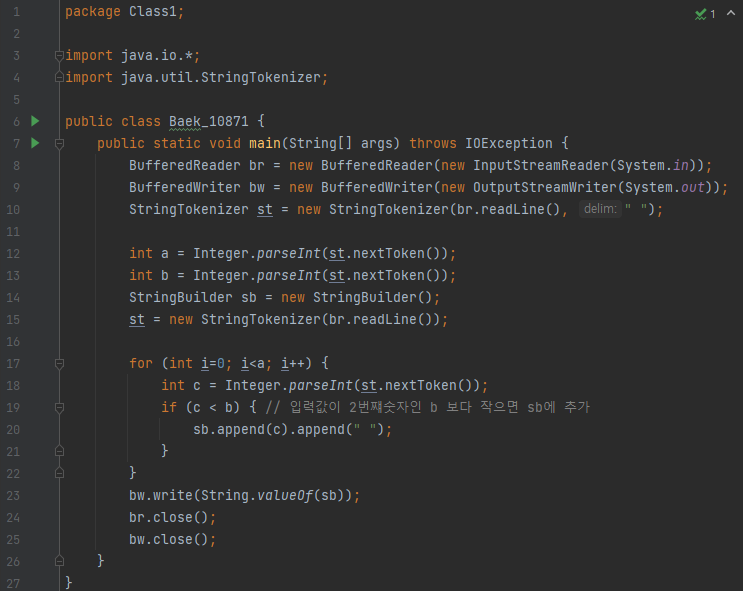 1 package Class1;
2
3 import java.io.*;
4 import java.util.StringTokenizer;
5
6 public class Baek_10871 {
7 public static void main(String[] args) throws IOException {
8 BufferedReader br = new BufferedReader(new InputStreamReader(System.in));
9 BufferedWriter bw = new BufferedWriter(new OutputStreamWriter(System.out));
10 StringTokenizer st = new StringTokenizer(br.readLine(), delim: " ");
11
12 int a = Integer.parseInt(st.nextToken());
13 int b = Integer.parseInt(st.nextToken());
14 StringBuilder sb = new StringBuilder();
15 st = new StringTokenizer(br.readLine());
16
17 for (int i=0; i<a; i++) {
18 int c = Integer.parseInt(st.nextToken());
19 if (c < b) { // 입력값이 2번째숫자인 b 보다 작으면 sb에 추가
20 sb.append(c).append(" ");
21 }
22 }
23 bw.write(String.valueOf(sb));
24 br.close();
25 bw.close();
26 }
27 }
1